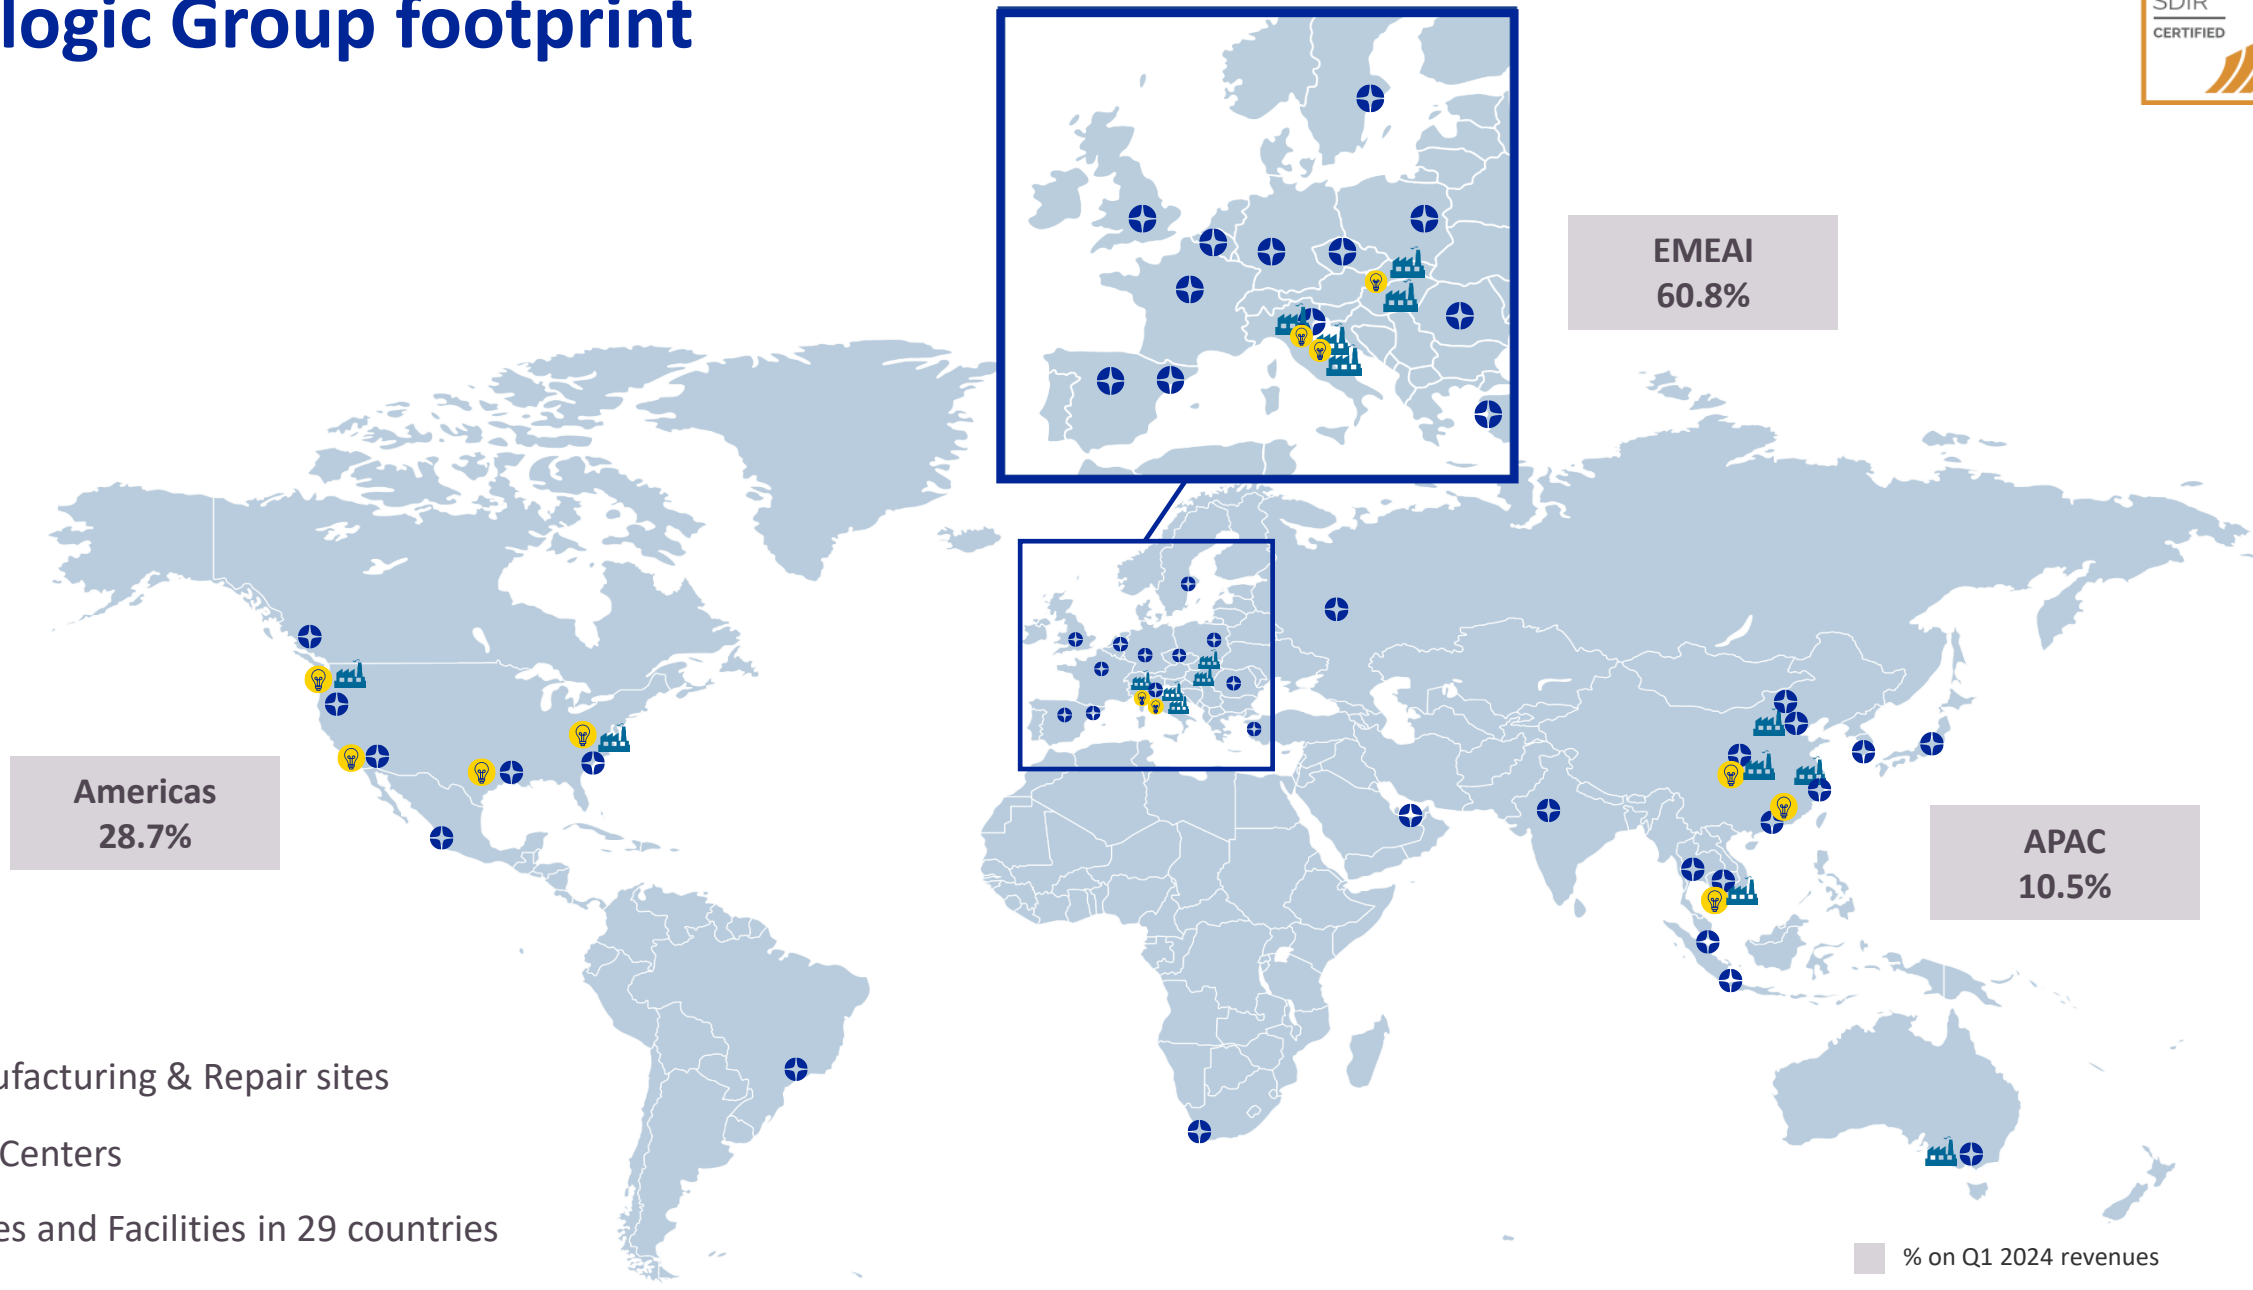 logic Group footprint
SDIR
CERTIFIED
EMEAI
60.8%
Americas
28.7%
APAC
10.5%
ufacturing & Repair sites
Centers
es and Facilities in 29 countries
% on Q1 2024 revenues